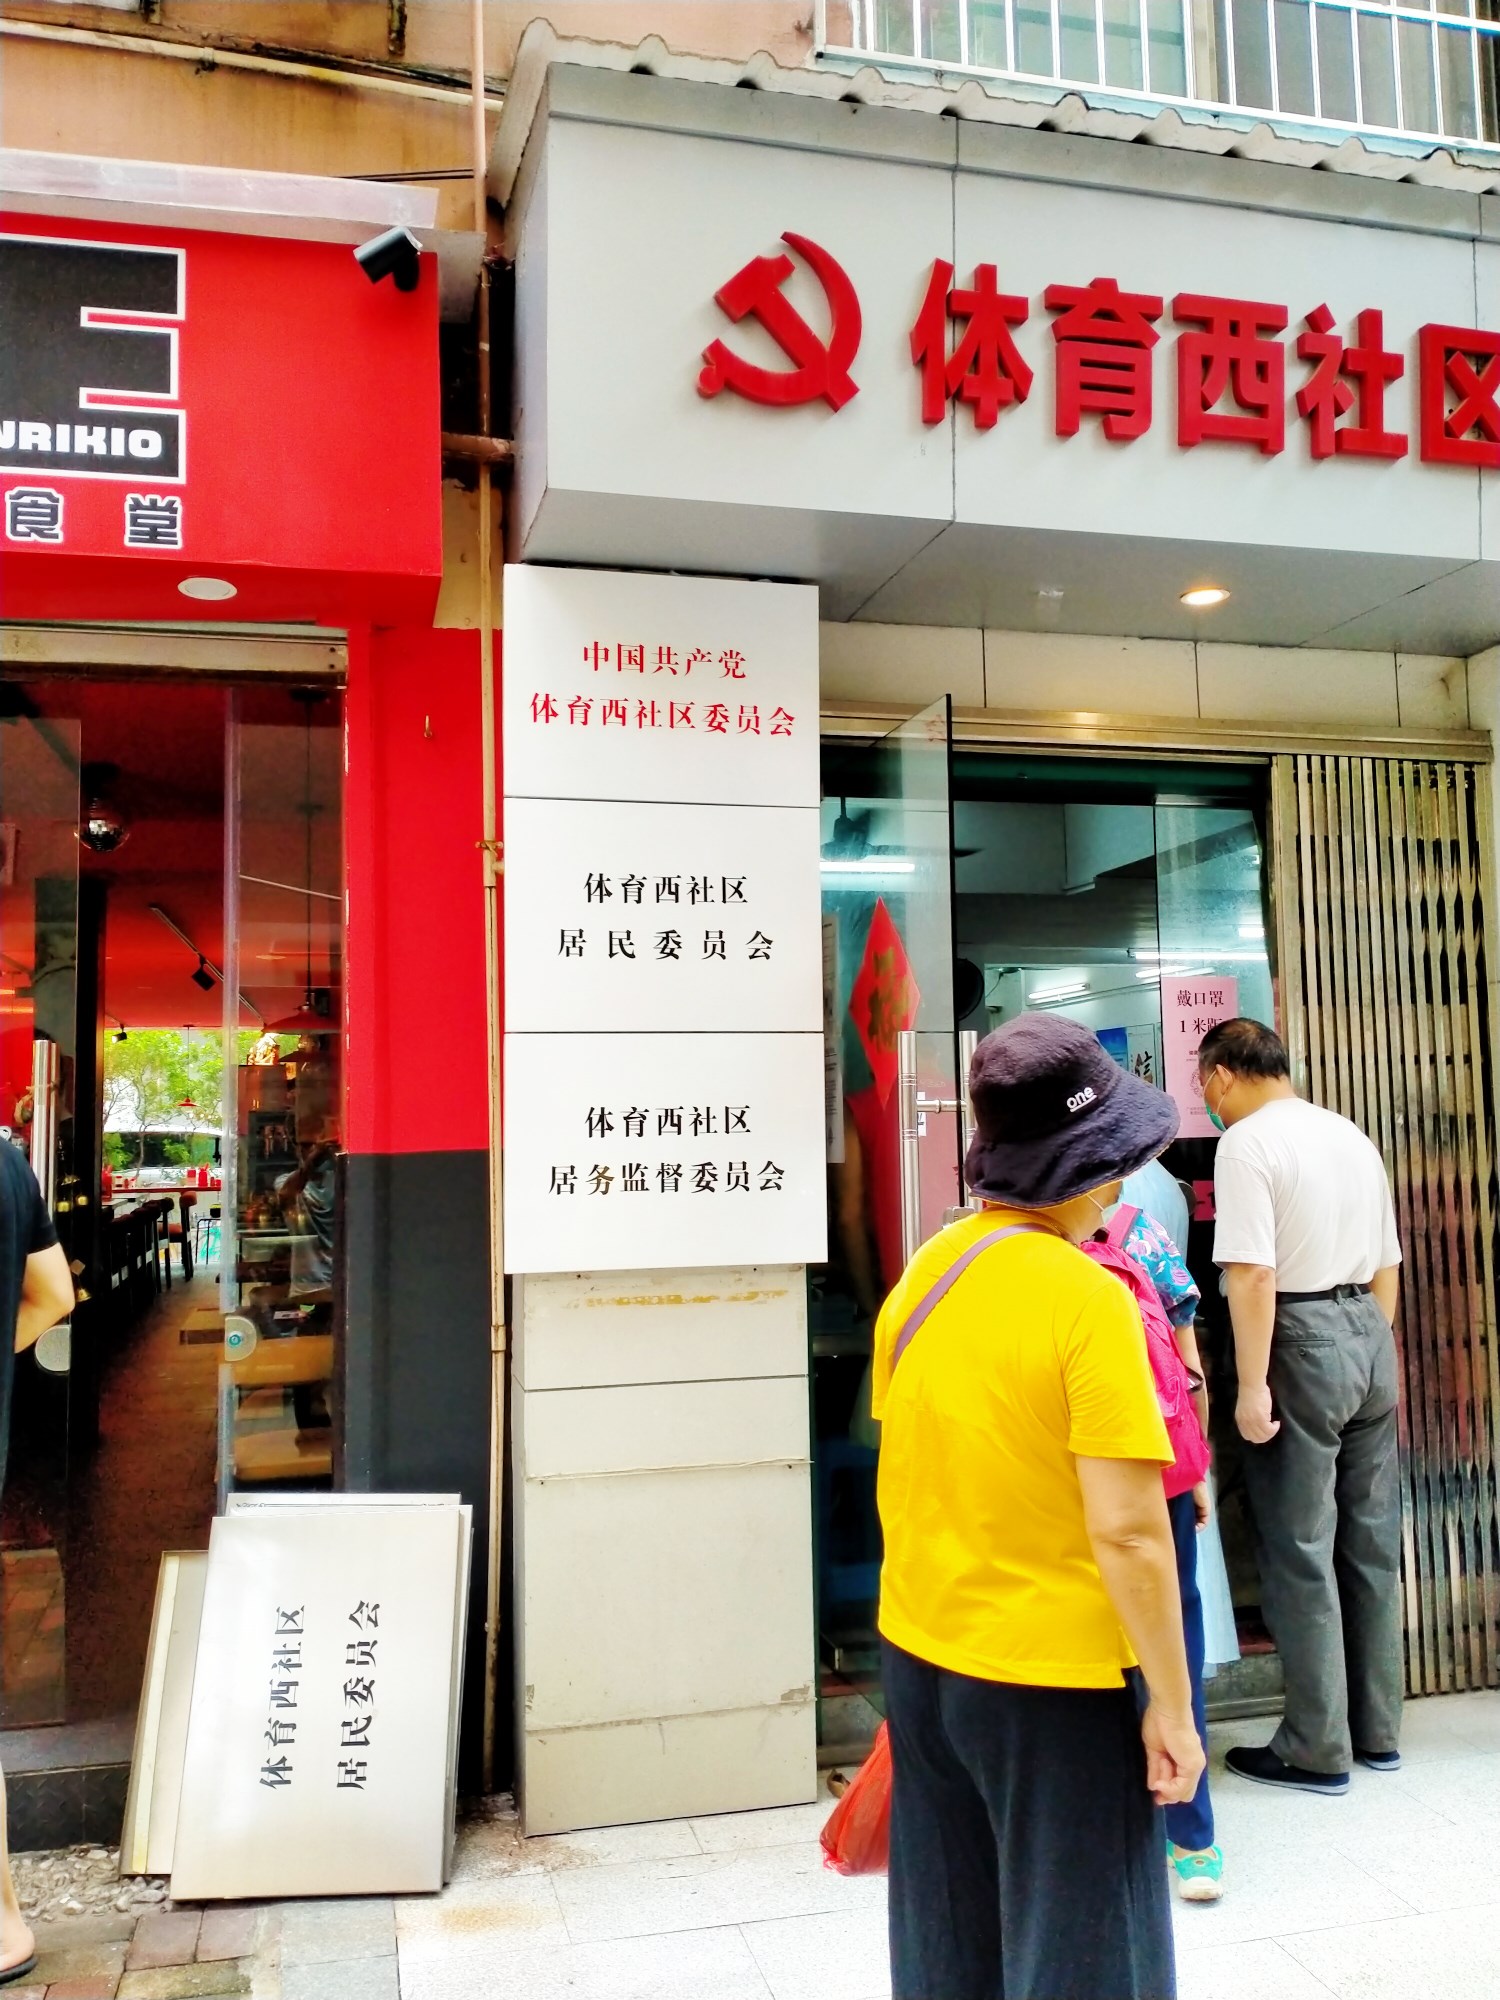 E
NRIKIO
食堂
体育西社区
中国共产党
体育西社区委员会
体育西社区
居民委员会
体育西社区
居务监督委员会
戴口罩
1米距
信
one
体育西社区
居民委员会